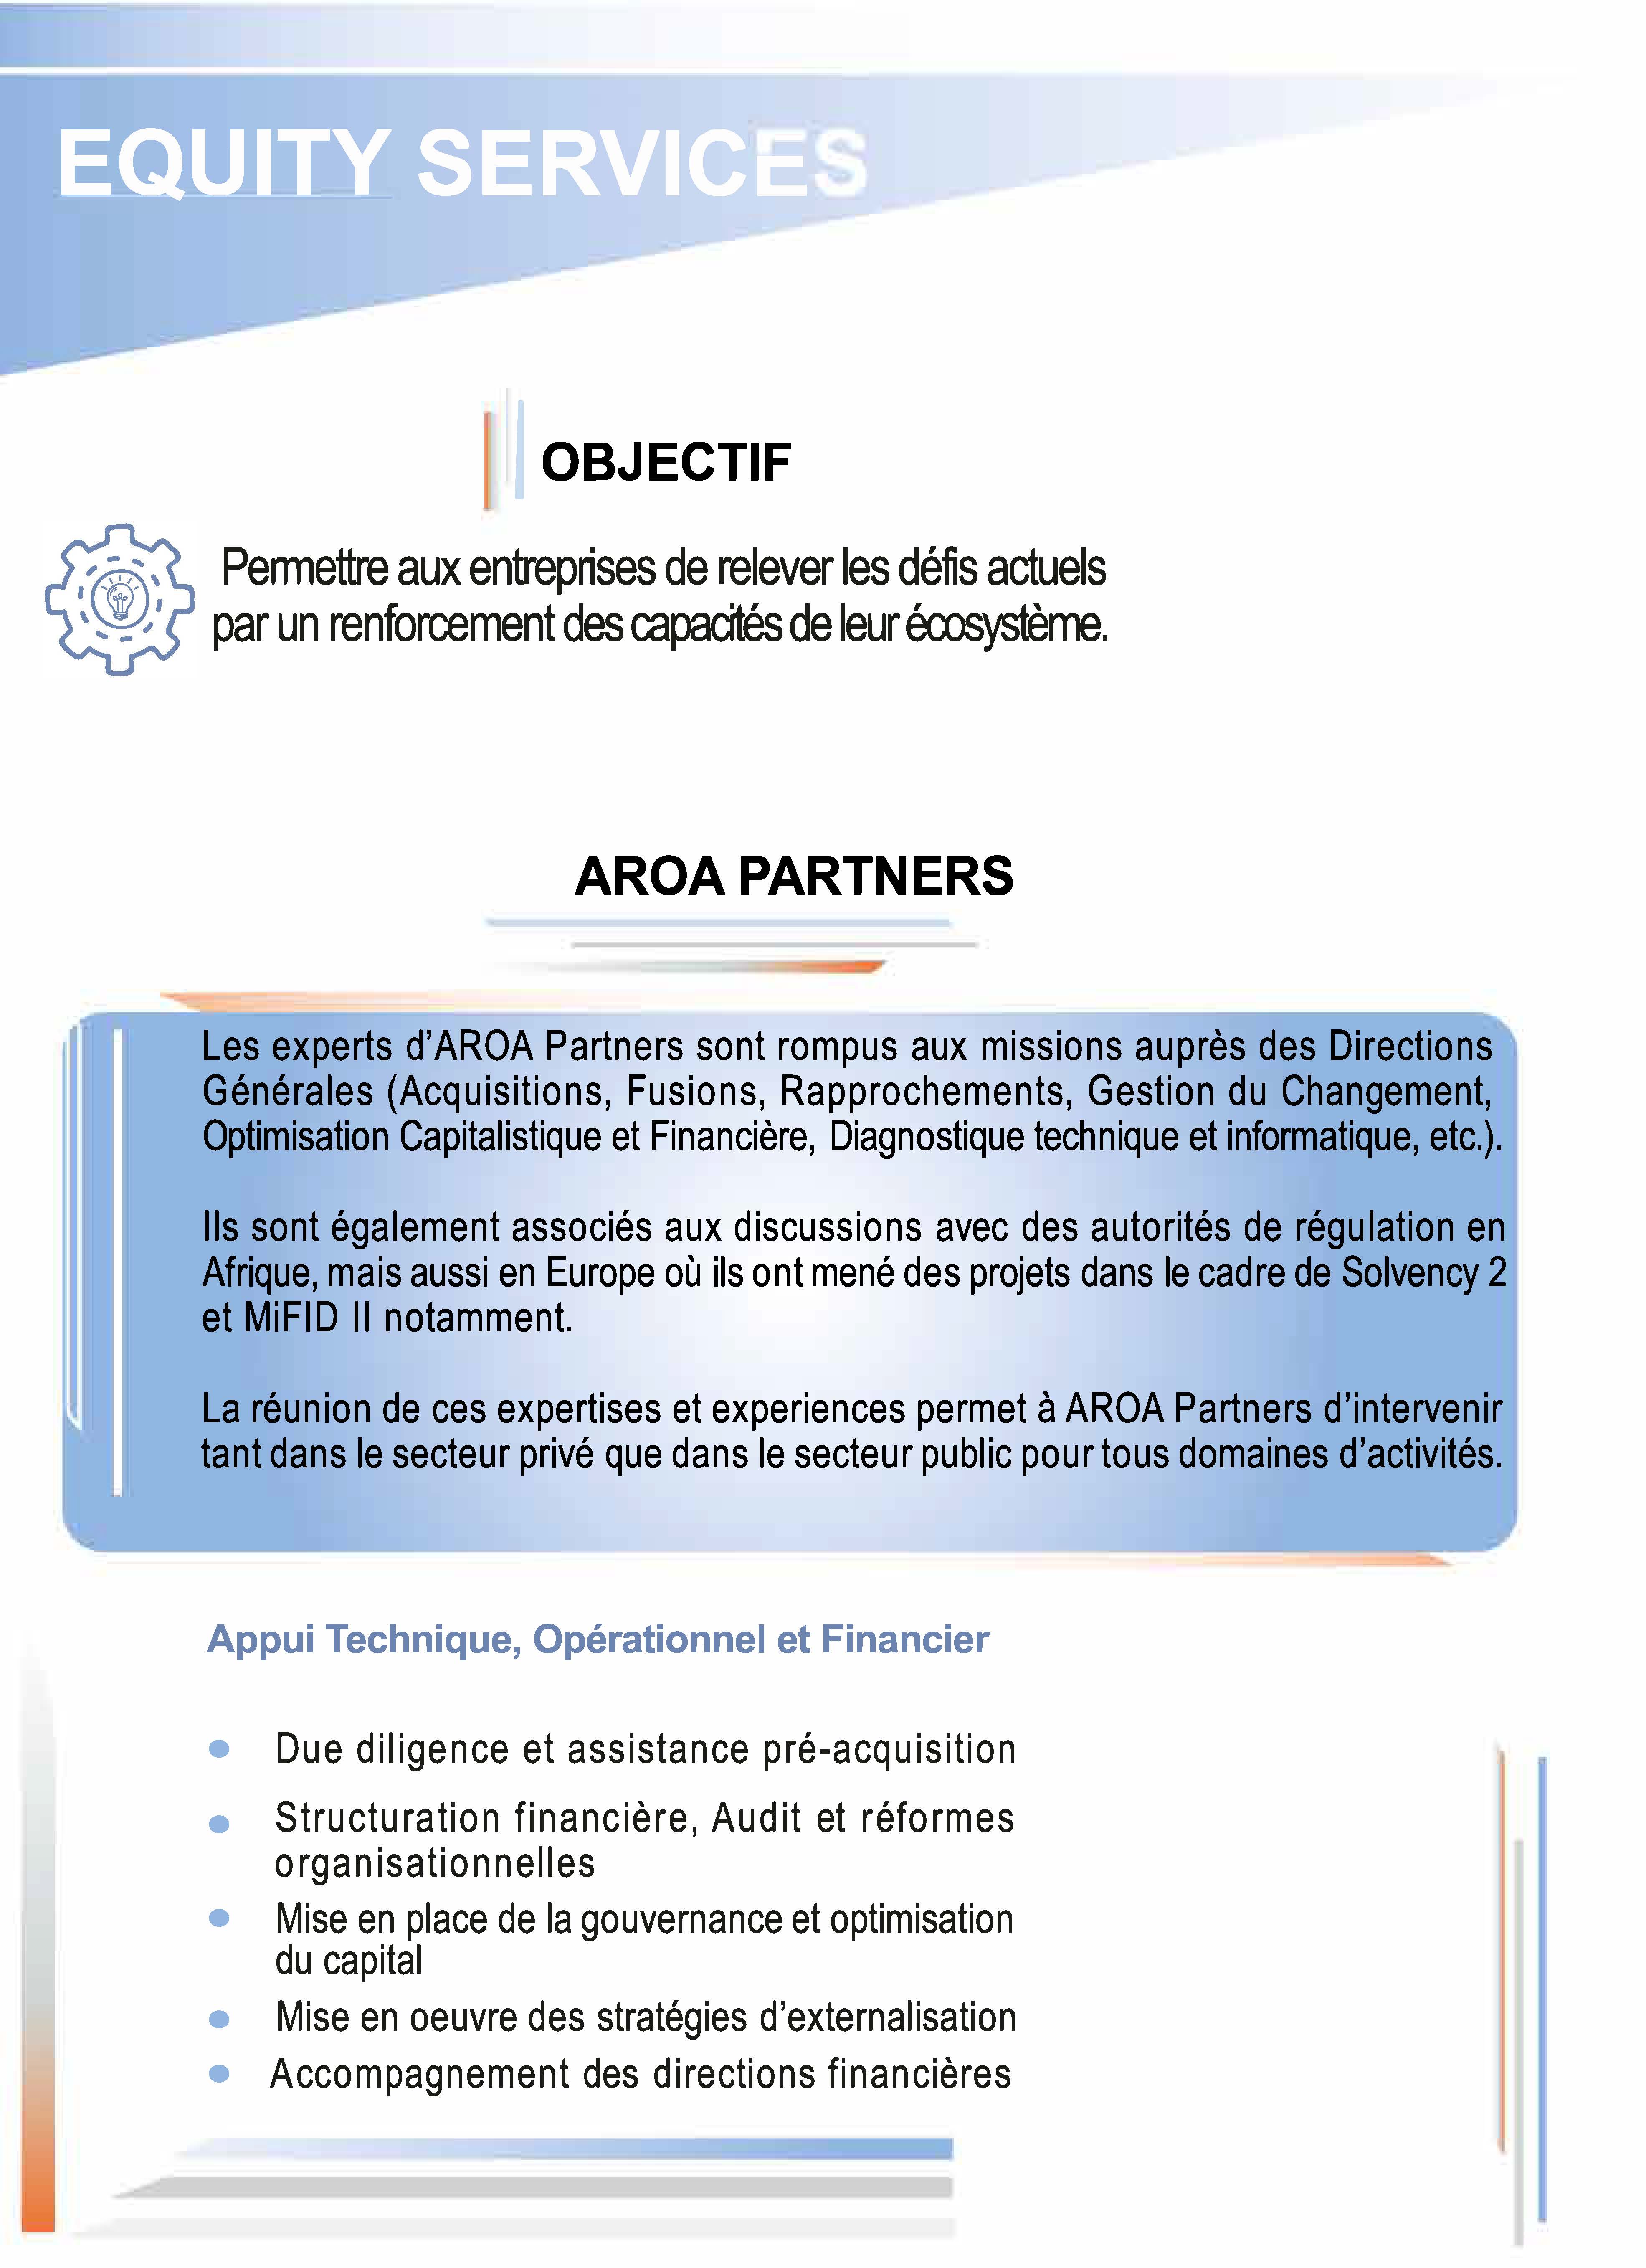 EQUITY SERVICES
OBJECTIF
Permettre aux entreprises de relever les défis actuels
par un renforcement des capacités de leur écosystème.
AROA PARTNERS
Les experts d’AROA Partners sont rompus aux missions auprès des Directions
Générales (Acquisitions, Fusions, Rapprochements, Gestion du Changement,
Optimisation Capitalistique et Financière, Diagnostique technique et informatique, etc.).
Ils sont également associés aux discussions avec des autorités de régulation en
Afrique, mais aussi en Europe où ils ont mené des projets dans le cadre de Solvency 2
et MiFID II notamment.
La réunion de ces expertises et experiences permet à AROA Partners d’intervenir
tant dans le secteur privé que dans le secteur public pour tous domaines d’activités.
Appui Technique, Opérationnel et Financier
Due diligence et assistance pré-acquisition
Structuration financière, Audit et réformes
organisationnelles
Mise en place de la gouvernance et optimisation
du capital
Mise en oeuvre des stratégies d’externalisation
Accompagnement des directions financières